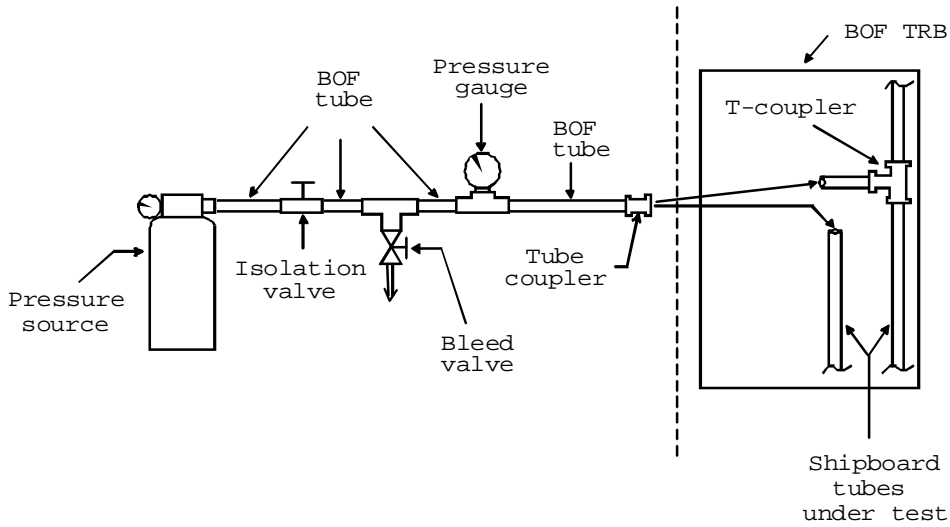 BOF TRB
Pressure
gauge
BOF
tube
T-coupler
BOF
tube
Isolation
valve
Tube
coupler
Pressure
source
Bleed
valve
Shipboard
tubes
under test